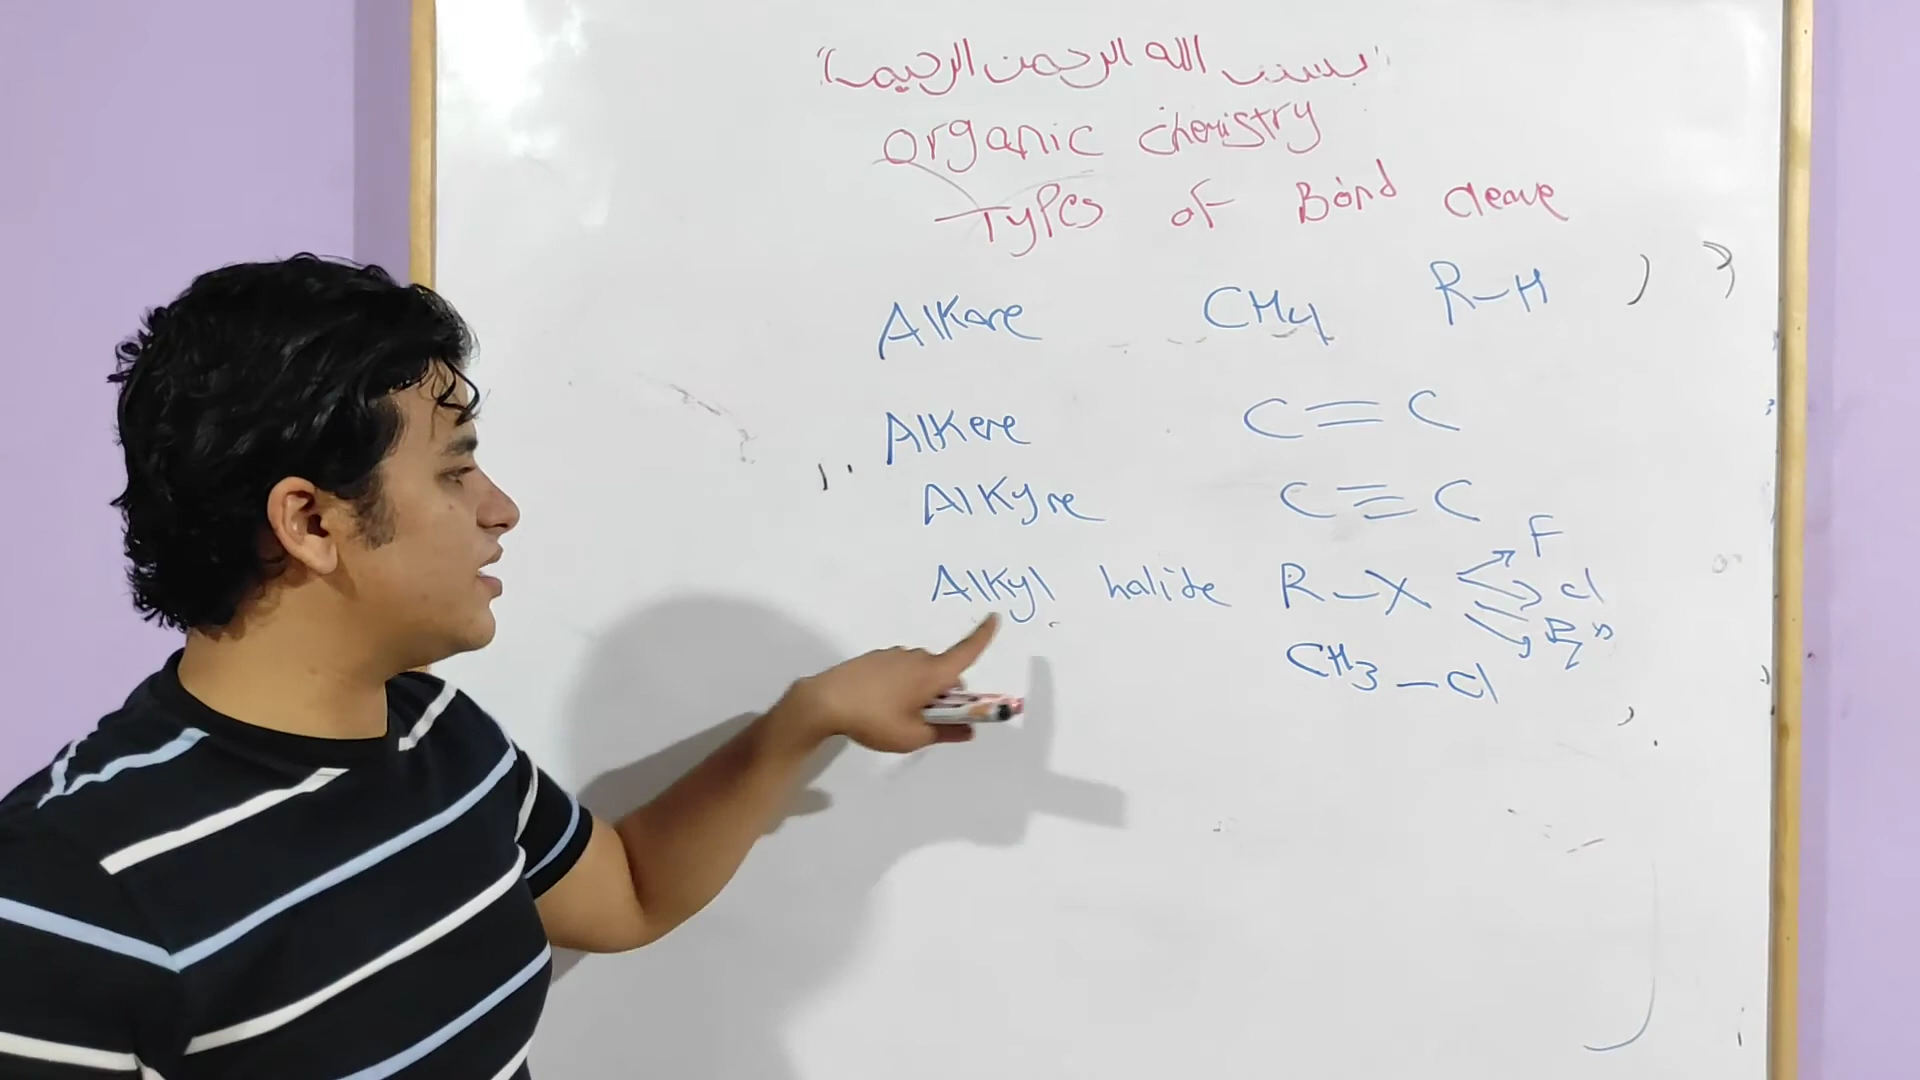 "بسم الله الرحمن الرحيم"
Organic chemistry
Types of Bond cleave
Alkane CH4 R-H
Alkene C=C
Alkyne C≡C
Alkyl halide R-X F Cl Br I
CH3-Cl